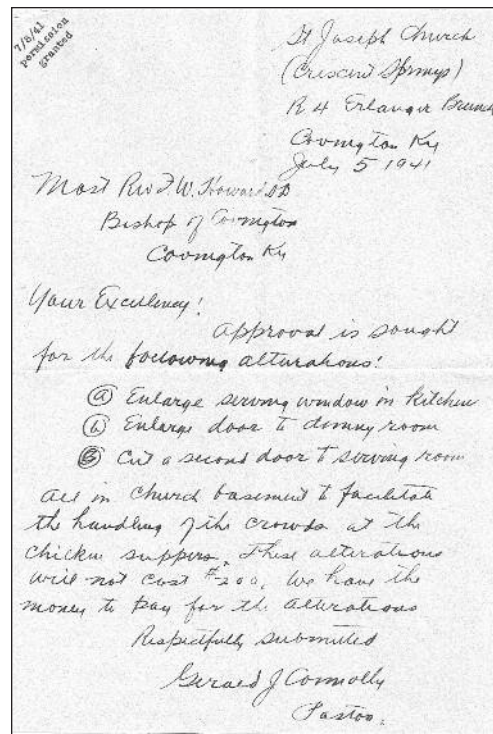 7/8/41
permission
granted
St Joseph Church
(Crescent Springs)
R 4 Erlanger Branch
Covington Ky
July 5 1941
Most Rev F. W. Howard DD
Bishop of Covington
Covington Ky
Your Excellency!
Approval is sought
for the following alterations!
(a) Enlarge serving window in kitchen
(b) Enlarge door to dining room
Cut a second door to serving room
all in church basement to facilitate
the handling of the crowds at the
chicken suppers. These alterations
will not cost $200. We have the
money to pay for the alterations
Respectfully submitted
Gerald J Connolly
Pastor.